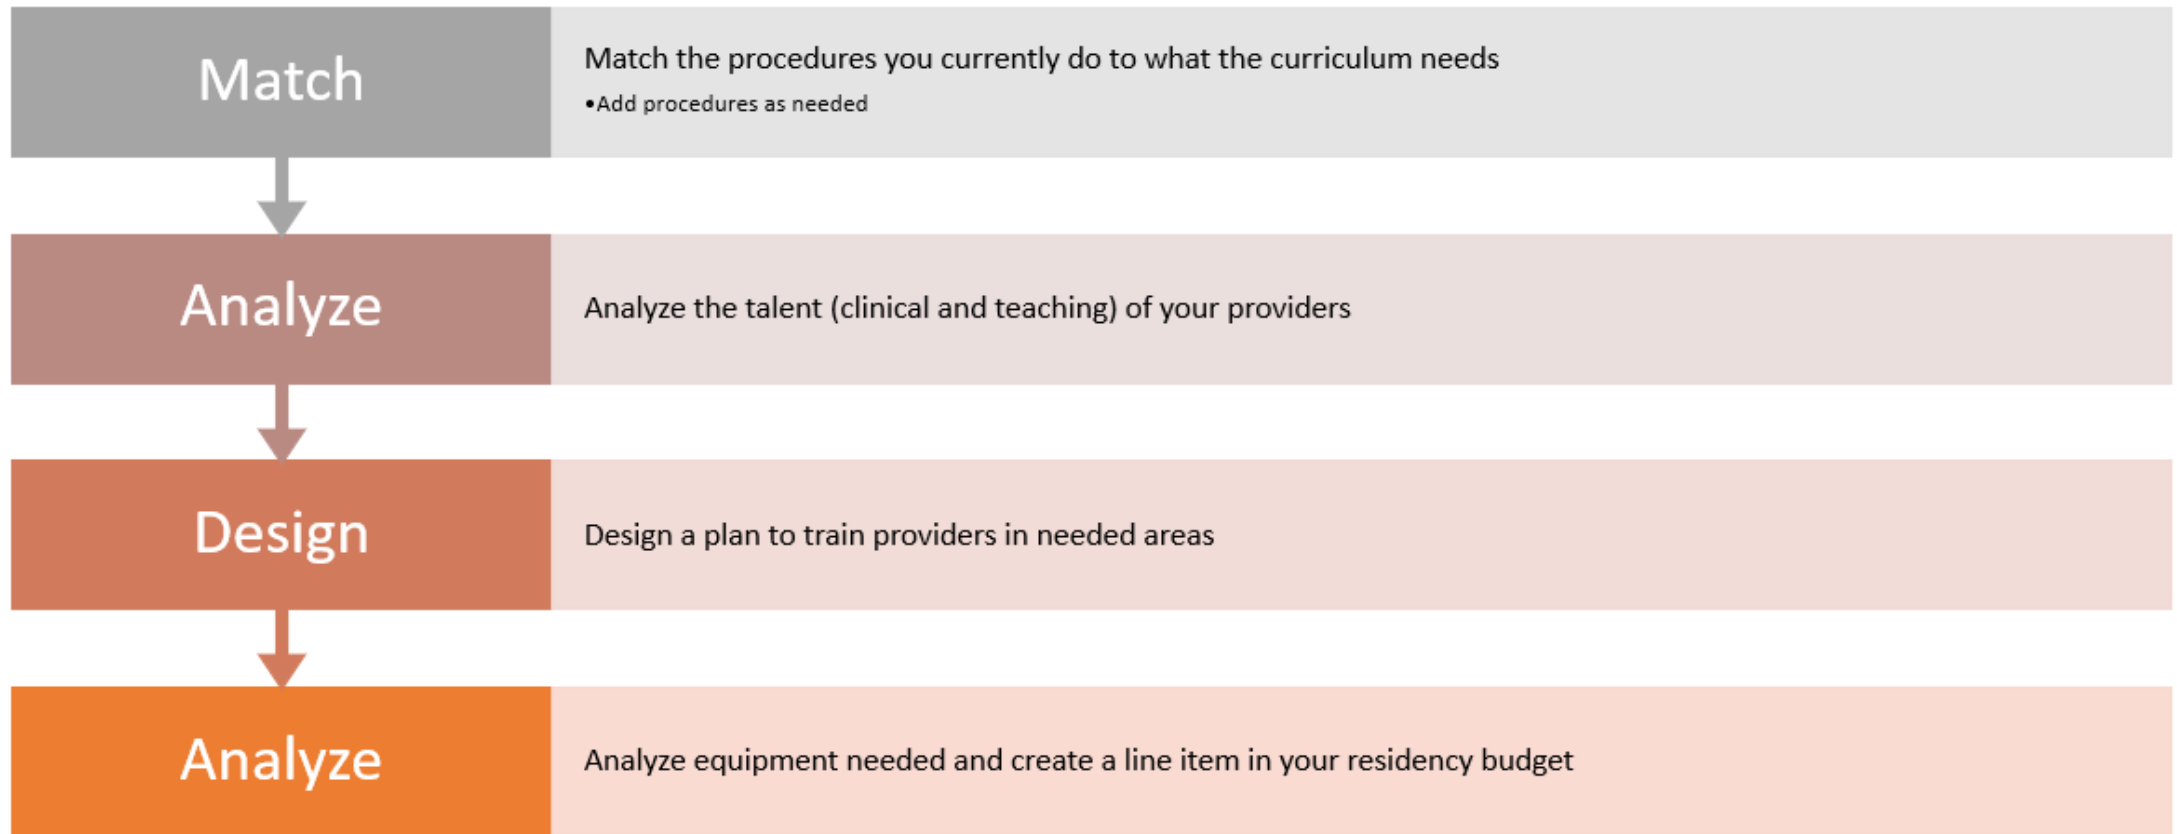 Match
Match the procedures you currently do to what the curriculum needs
•Add procedures as needed
Analyze
Analyze the talent (clinical and teaching) of your providers
Design
Design a plan to train providers in needed areas
Analyze
Analyze equipment needed and create a line item in your residency budget